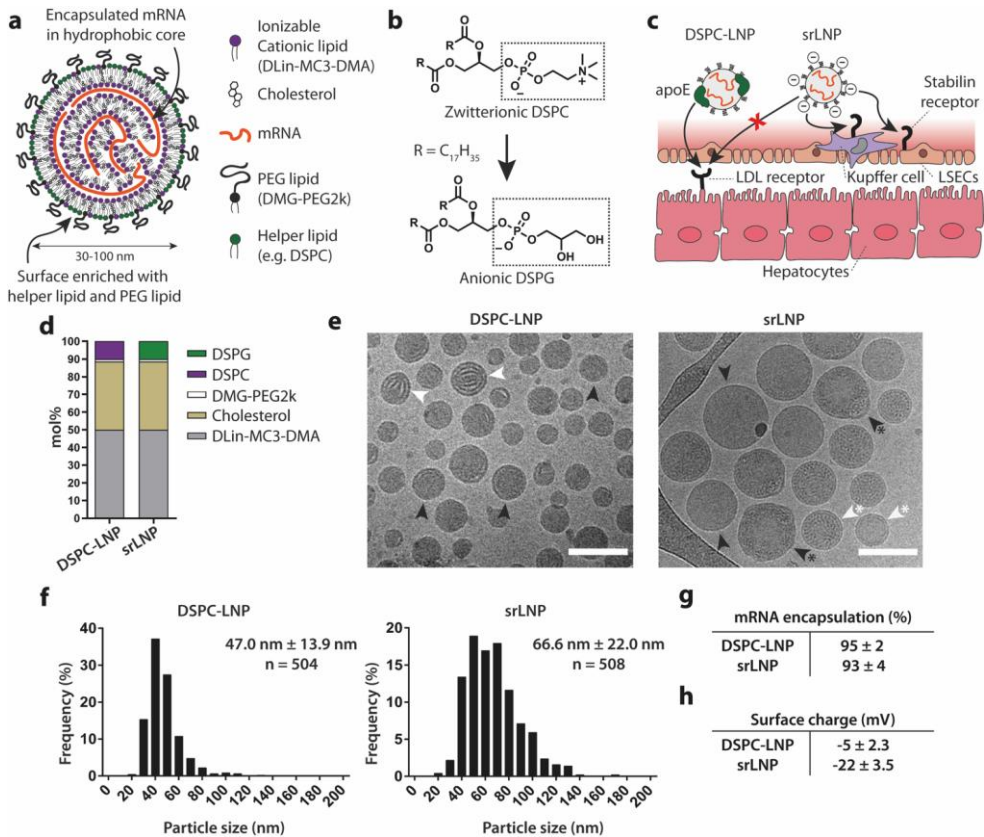 a
Encapsulated mRNA
in hydrophobic core
30-100 nm
Surface enriched with
helper lipid and PEG lipid
Ionizable
Cationic lipid
(DLin-MC3-DMA)
Cholesterol
mRNA
PEG lipid
(DMG-PEG2k)
Helper lipid
(e.g. DSPC)
b
R
O
O
O
R
O
O
P
O
O
−
O
N
+
Zwitterionic DSPC
R = C17H35
R
O
O
O
R
O
O
P
O
O
−
O
OH
OH
Anionic DSPG
c
DSPC-LNP
srLNP
apoE
Stabilin
receptor
LDL receptor
Kupffer cell
LSECs
Hepatocytes
d
mol%
100
90
80
70
60
50
40
30
20
10
0
DSPC-LNP
srLNP
DSPG
DSPC
DMG-PEG2k
Cholesterol
DLin-MC3-DMA
e
DSPC-LNP
srLNP
*
*
*
*
f
DSPC-LNP
47.0 nm ± 13.9 nm
n = 504
Frequency (%)
40
30
20
10
0
0 20 40 60 80 100 120 140 160 180 200
Particle size (nm)
srLNP
66.6 nm ± 22.0 nm
n = 508
Frequency (%)
20
15
10
5
0
0 20 40 60 80 100 120 140 160 180 200
Particle size (nm)
g
mRNA encapsulation (%)
DSPC-LNP 95 ± 2
srLNP 93 ± 4
h
Surface charge (mV)
DSPC-LNP -5 ± 2.3
srLNP -22 ± 3.5